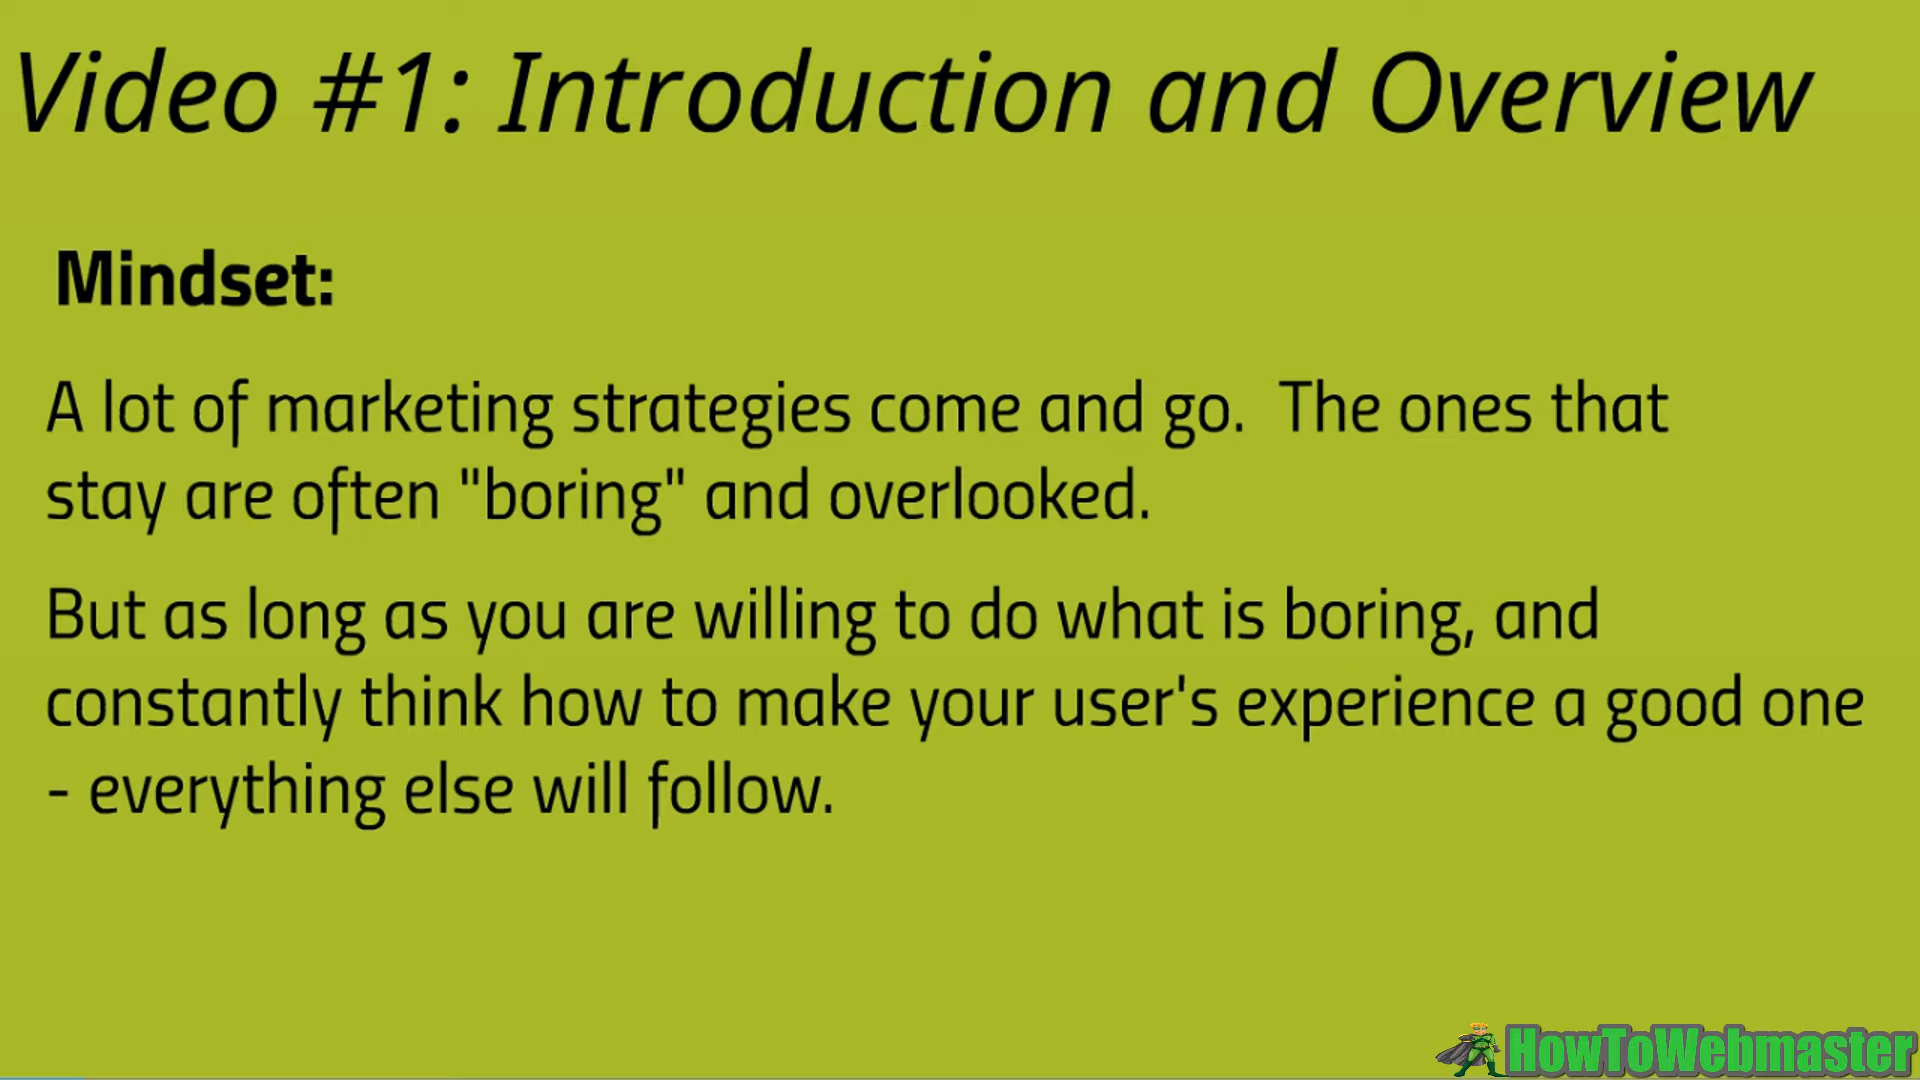 Video #1: Introduction and Overview
Mindset:
A lot of marketing strategies come and go.  The ones that
stay are often "boring" and overlooked.
But as long as you are willing to do what is boring, and
constantly think how to make your user's experience a good one
- everything else will follow.
HowToWebmaster